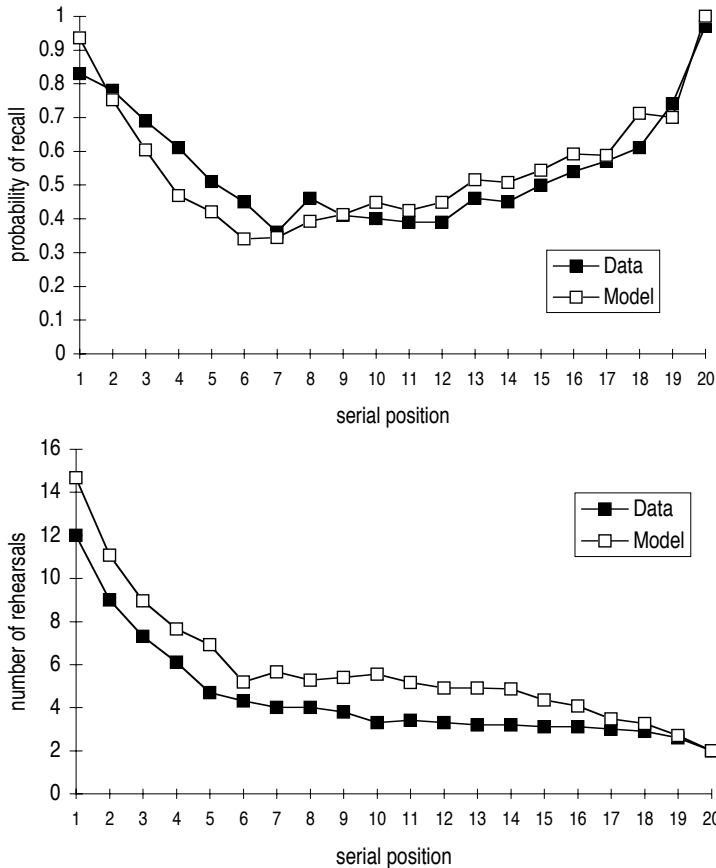 1
0.9
0.8
0.7
0.6
0.5
0.4
0.3
0.2
0.1
0
probability of recall
Data
Model
1 2 3 4 5 6 7 8 9 10 11 12 13 14 15 16 17 18 19 20
serial position
16
14
12
10
8
6
4
2
0
number of rehearsals
Data
Model
1 2 3 4 5 6 7 8 9 10 11 12 13 14 15 16 17 18 19 20
serial position